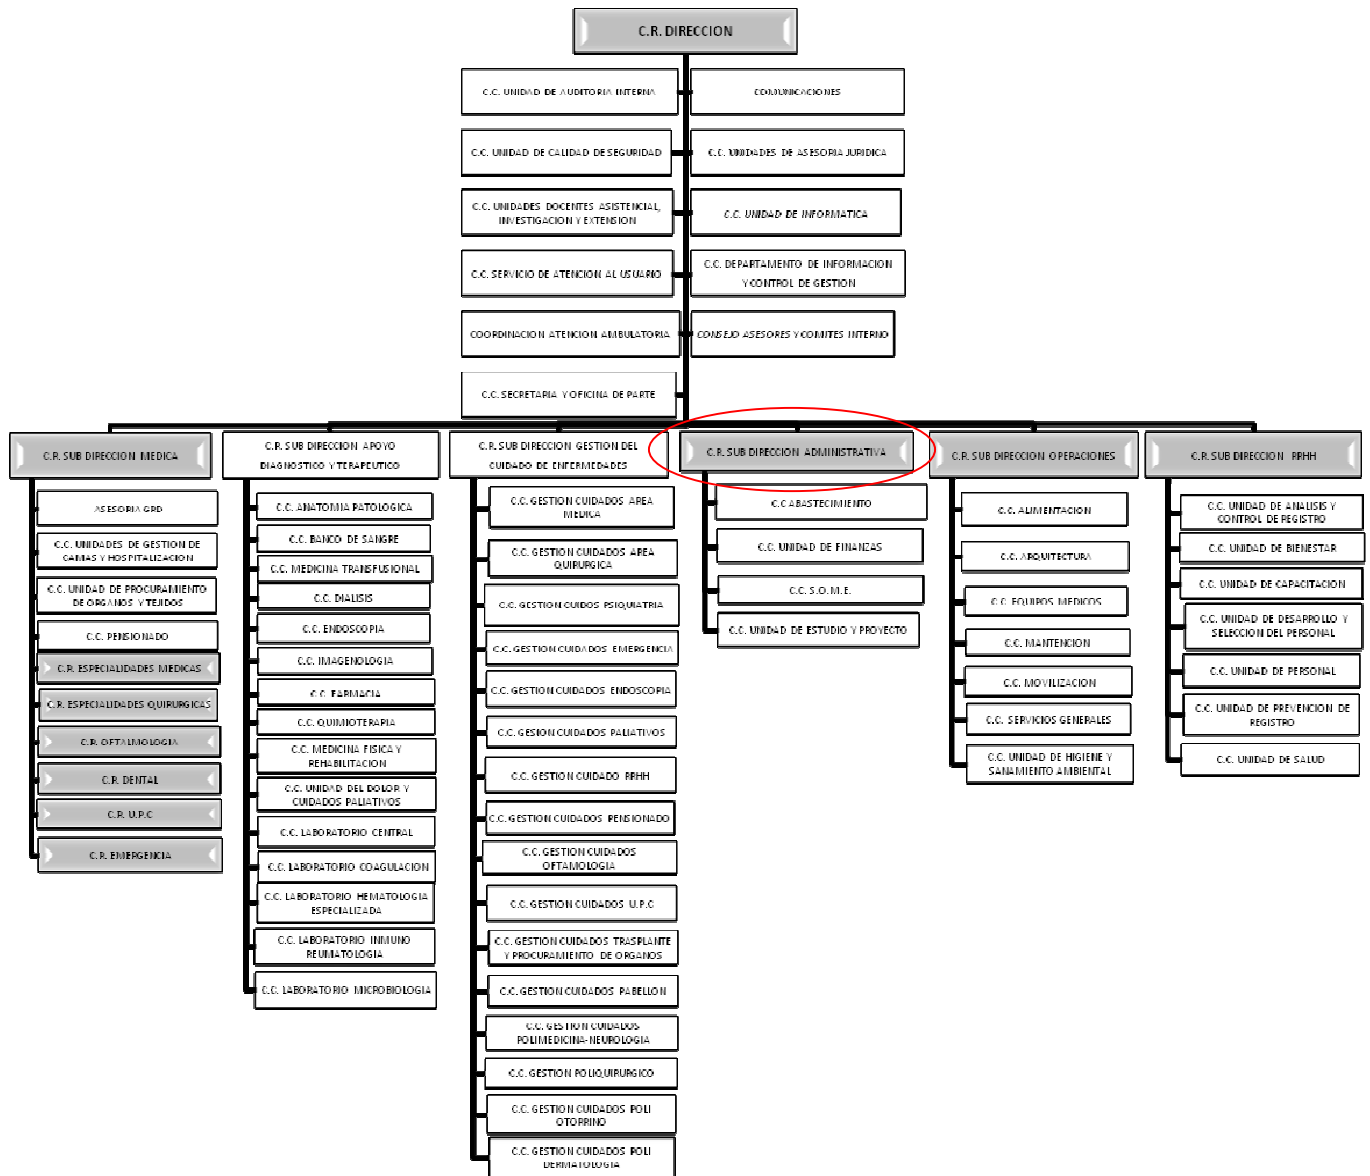 C.R. DIRECCION
C.C. UNIDAD DE AUDITORIA INTERNA
COMUNICACIONES
C.C. UNIDAD DE CALIDAD DE SEGURIDAD
C.C. UNIDADES DE ASESORIA JURIDICA
C.C. UNIDADES DOCENTES ASISTENCIAL,
INVESTIGACION Y EXTENSION
C.C. UNIDAD DE INFORMATICA
C.C. SERVICIO DE ATENCION AL USUARIO
C.C. DEPARTAMENTO DE INFORMACION
Y CONTROL DE GESTION
COORDINACION ATENCION AMBULATORIA
CONSEJO ASESORES Y COMITES INTERNO
C.C. SECRETARIA Y OFICINA DE PARTE
C.R. SUB DIRECCION MEDICA
ASESORIA GRD
C.C. UNIDADES DE GESTION DE
CAMAS Y HOSPITALIZACION
C.C. UNIDAD DE PROCURAMIENTO
DE ORGANOS Y TEJIDOS
C.C. PENSIONADO
C.R. ESPECIALIDADES MEDICAS
C.R. ESPECIALIDADES QUIRURGICAS
C.R. OFTALMOLOGIA
C.R. DENTAL
C.R. U.P.C
C.R. EMERGENCIA
C.R. SUB DIRECCION APOYO
DIAGNOSTICO Y TERAPEUTICO
C.C. ANATOMIA PATOLOGICA
C.C. BANCO DE SANGRE
C.C. MEDICINA TRANSFUSIONAL
C.C. DIALISIS
C.C. ENDOSCOPIA
C.C. IMAGENOLOGIA
C.C. FARMACIA
C.C. QUIMIOTERAPIA
C.C. MEDICINA FISICA Y
REHABILITACION
C.C. UNIDAD DEL DOLOR Y
CUIDADOS PALIATIVOS
C.C. LABORATORIO CENTRAL
C.C. LABORATORIO COAGULACION
C.C. LABORATORIO HEMATOLOGIA
ESPECIALIZADA
C.C. LABORATORIO INMUNO
REUMATOLOGIA
C.C. LABORATORIO MICROBIOLOGIA
C.R. SUB DIRECCION GESTION DEL
CUIDADO DE ENFERMEDADES
C.C. GESTION CUIDADOS AREA
MEDICA
C.C. GESTION CUIDADOS AREA
QUIRURGICA
C.C. GESTION CUIDOS PSIQUIATRIA
C.C. GESTION CUIDADOS EMERGENCIA
C.C. GESTION CUIDADOS ENDOSCOPIA
C.C. GESION CUIDADOS PALIATIVOS
C.C. GESTION CUIDADO RRHH
C.C. GESTION CUIDADOS PENSIONADO
C.C. GESTION CUIDADOS
OFTAMOLOGIA
C.C. GESTION CUIDADOS U.P.C
C.C. GESTION CUIDADOS TRASPLANTE
Y PROCURAMIENTO DE ORGANOS
C.C. GESTION CUIDADOS PABELLON
C.C. GESTION CUIDADOS
POLIMEDICINA-NEUROLOGIA
C.C. GESTION POLIQUIRURGICO
C.C. GESTION CUIDADOS POLI
OTORRINO
C.C. GESTION CUIDADOS POLI
DERMATOLOGIA
C.R. SUB DIRECCION ADMINISTRATIVA
C.C ABASTECIMIENTO
C.C. UNIDAD DE FINANZAS
C.C. S.O.M.E.
C.C. UNIDAD DE ESTUDIO Y PROYECTO
C.R. SUB DIRECCION OPERACIONES
C.C. ALIMENTACION
C.C. ARQUITECTURA
C.C. EQUIPOS MEDICOS
C.C. MANTENCION
C.C. MOVILIZACION
C.C. SERVICIOS GENERALES
C.C. UNIDAD DE HIGIENE Y
SANAMIENTO AMBIENTAL
C.R. SUB DIRECCION RRHH
C.C. UNIDAD DE ANALISIS Y
CONTROL DE REGISTRO
C.C. UNIDAD DE BIENESTAR
C.C. UNIDAD DE CAPACITACION
C.C. UNIDAD DE DESARROLLO Y
SELECCION DEL PERSONAL
C.C. UNIDAD DE PERSONAL
C.C. UNIDAD DE PREVENCION DE
REGISTRO
C.C. UNIDAD DE SALUD